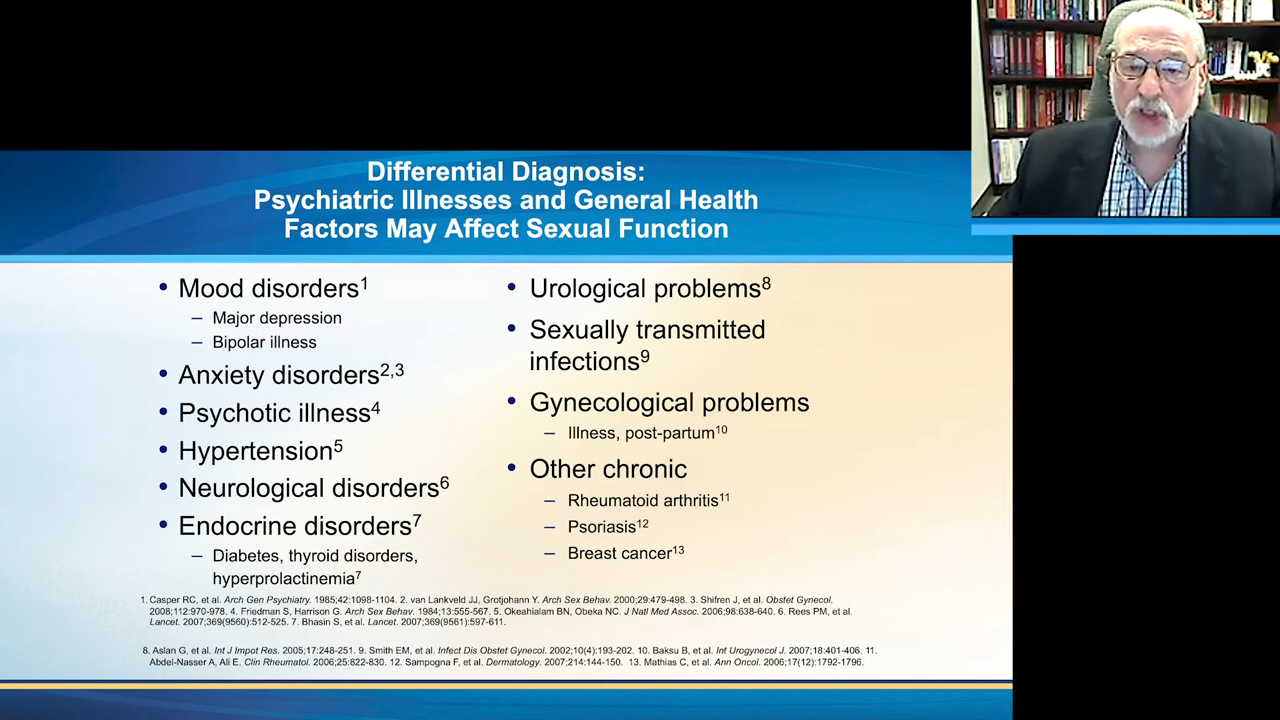 Differential Diagnosis:
Psychiatric Illnesses and General Health
Factors May Affect Sexual Function
• Mood disorders1
– Major depression
– Bipolar illness
• Anxiety disorders2,3
• Psychotic illness4
• Hypertension5
• Neurological disorders6
• Endocrine disorders7
– Diabetes, thyroid disorders,
hyperprolactinemia7
• Urological problems8
• Sexually transmitted
infections9
• Gynecological problems
– Illness, post-partum10
• Other chronic
– Rheumatoid arthritis11
– Psoriasis12
– Breast cancer13
1. Casper RC, et al. Arch Gen Psychiatry. 1985;42:1098-1104. 2. van Lankveld JJ, Grotjohann Y. Arch Sex Behav. 2000;29:479-498. 3. Shifren J, et al. Obstet Gynecol.
2008;112:970-978. 4. Friedman S, Harrison G. Arch Sex Behav. 1984;13:555-567. 5. Okeahialam BN, Obeka NC. J Natl Med Assoc. 2006;98:638-640. 6. Rees PM, et al.
Lancet. 2007;369(9560):512-525. 7. Bhasin S, et al. Lancet. 2007;369(9561):597-611.
8. Aslan G, et al. Int J Impot Res. 2005;17:248-251. 9. Smith EM, et al. Infect Dis Obstet Gynecol. 2002;10(4):193-202. 10. Baksu B, et al. Int Urogynecol J. 2007;18:401-406. 11.
Abdel-Nasser A, Ali E. Clin Rheumatol. 2006;25:822-830. 12. Sampogna F, et al. Dermatology. 2007;214:144-150. 13. Mathias C, et al. Ann Oncol. 2006;17(12):1792-1796.